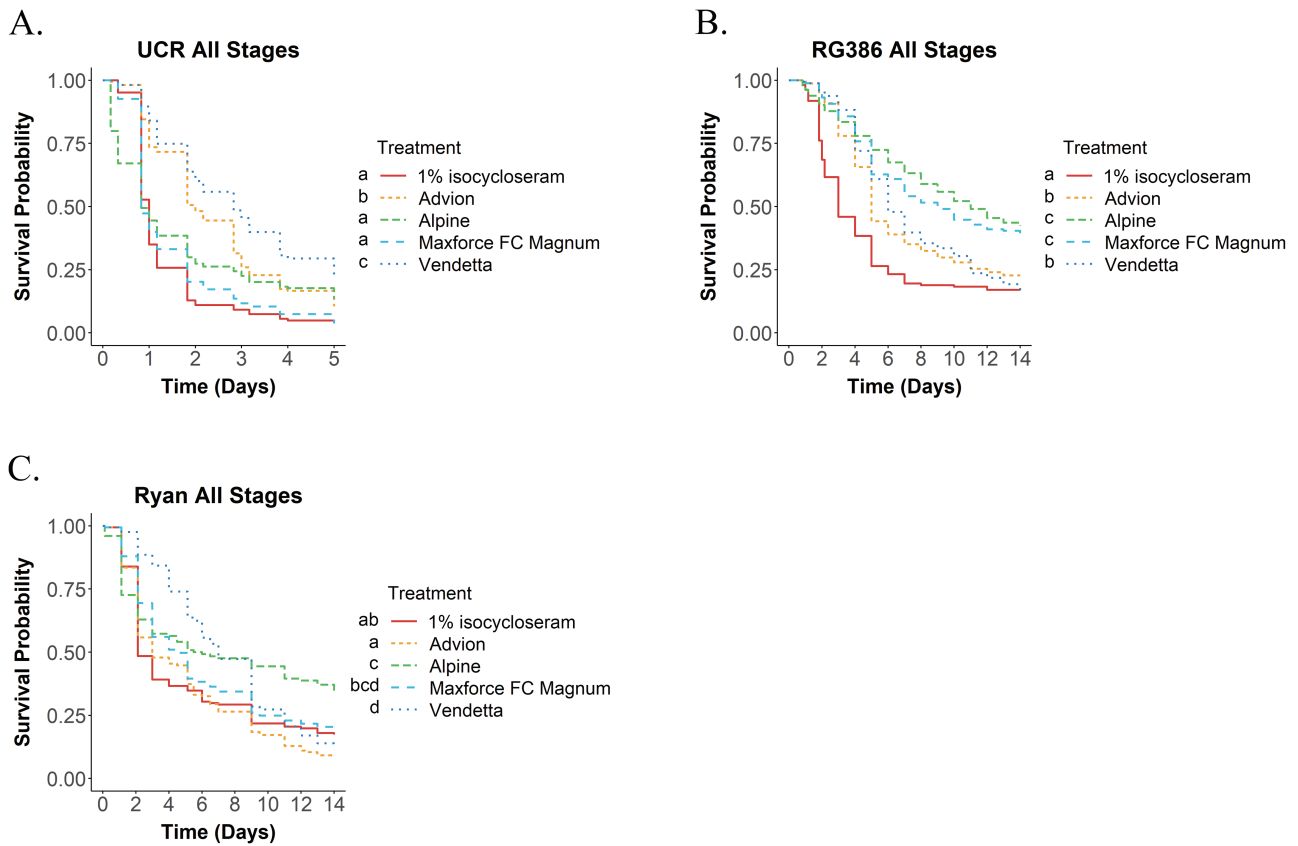 A.
UCR All Stages
Survival Probability
1.00
0.75
0.50
0.25
0.00
0 1 2 3 4 5
Time (Days)
Treatment
a 1% isocycloseram
b Advion
a Alpine
a Maxforce FC Magnum
c Vendetta
B.
RG386 All Stages
Survival Probability
1.00
0.75
0.50
0.25
0.00
0 2 4 6 8 10 12 14
Time (Days)
Treatment
a 1% isocycloseram
b Advion
c Alpine
c Maxforce FC Magnum
b Vendetta
C.
Ryan All Stages
Survival Probability
1.00
0.75
0.50
0.25
0.00
0 2 4 6 8 10 12 14
Time (Days)
Treatment
ab 1% isocycloseram
a Advion
c Alpine
bcd Maxforce FC Magnum
d Vendetta